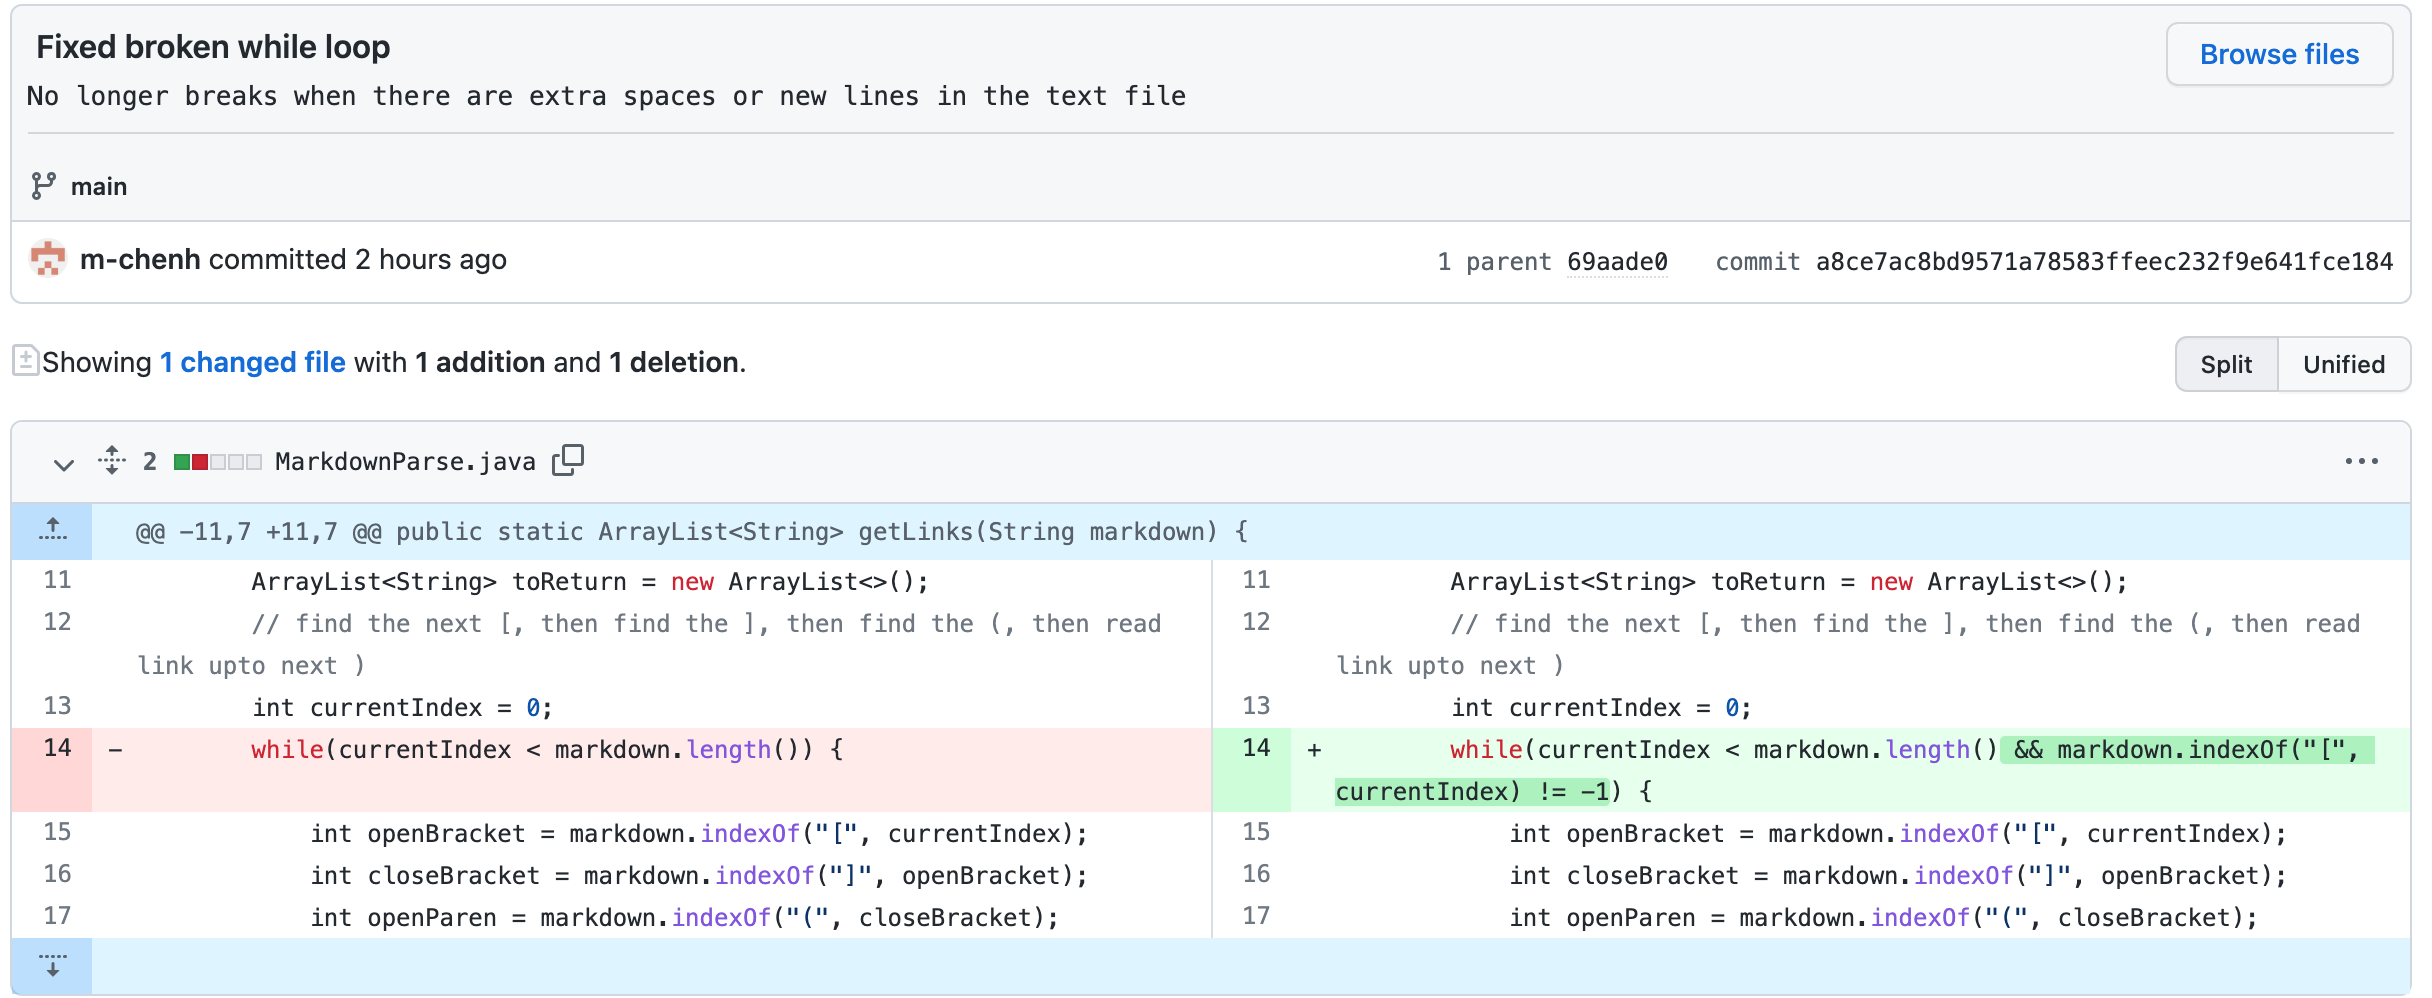 Fixed broken while loop
Browse files
No longer breaks when there are extra spaces or new lines in the text file
main
m-chenh committed 2 hours ago
1 parent 69aade0 commit a8ce7ac8bd9571a78583ffeec232f9e641fce184
Showing 1 changed file with 1 addition and 1 deletion.
Split Unified
2 MarkdownParse.java
@@ -11,7 +11,7 @@ public static ArrayList<String> getLinks(String markdown) {
11 ArrayList<String> toReturn = new ArrayList<>();
12 // find the next [, then find the ], then find the (, then read
link upto next )
13 int currentIndex = 0;
14 - while(currentIndex < markdown.length()) {
15 int openBracket = markdown.indexOf("[", currentIndex);
16 int closeBracket = markdown.indexOf("]", openBracket);
17 int openParen = markdown.indexOf("(", closeBracket);
11 ArrayList<String> toReturn = new ArrayList<>();
12 // find the next [, then find the ], then find the (, then read
link upto next )
13 int currentIndex = 0;
14 + while(currentIndex < markdown.length() && markdown.indexOf("[",
currentIndex) != -1) {
15 int openBracket = markdown.indexOf("[", currentIndex);
16 int closeBracket = markdown.indexOf("]", openBracket);
17 int openParen = markdown.indexOf("(", closeBracket);